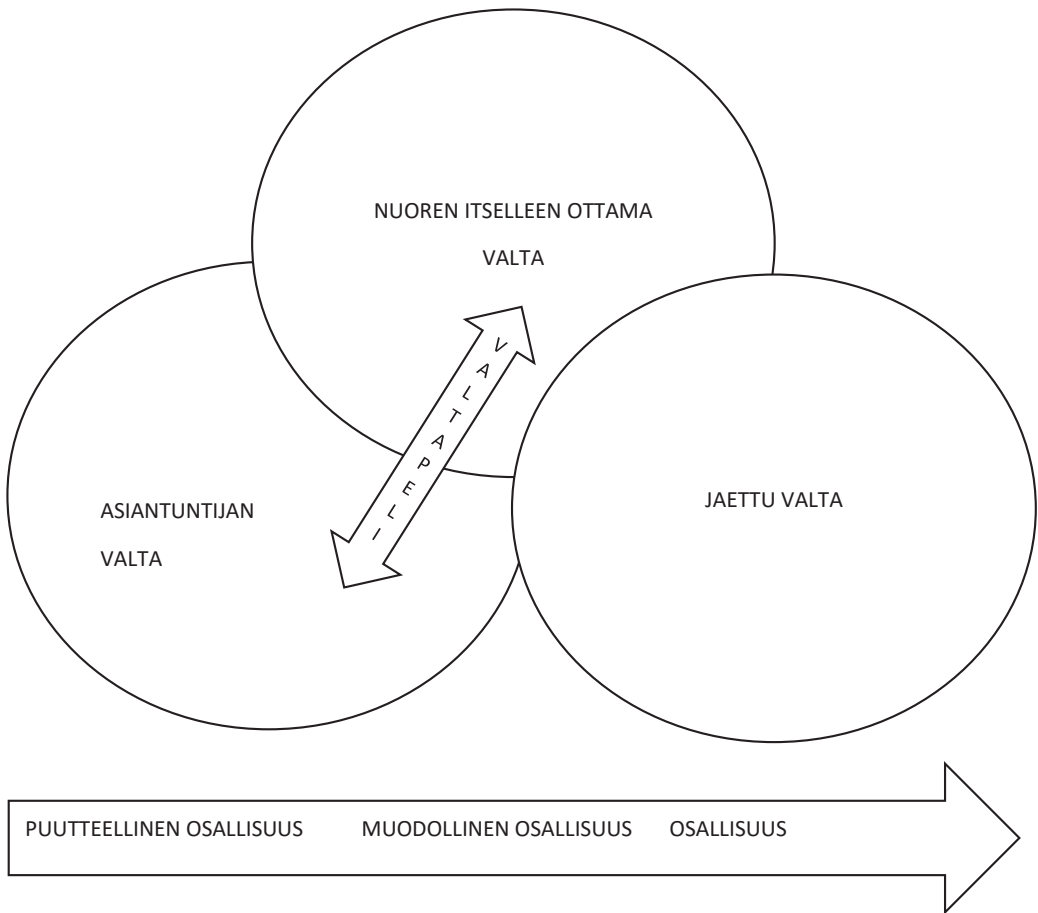 NUOREN ITSELLEEN OTTAMA
VALTA
VALTAPELI
ASIANTUNTIJAN
VALTA
JAETTU VALTA
PUUTTEELLINEN OSALLISUUS MUODOLLINEN OSALLISUUS OSALLISUUS